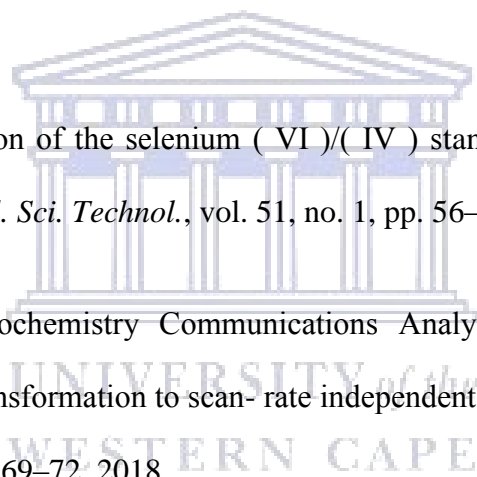 on of the selenium ( VI )/( IV ) stan
. Sci. Technol., vol. 51, no. 1, pp. 56–
ochemistry Communications Analy
UNIVERSITY of the
nsformation to scan- rate independent
WESTERN CAPE
69–72, 2018